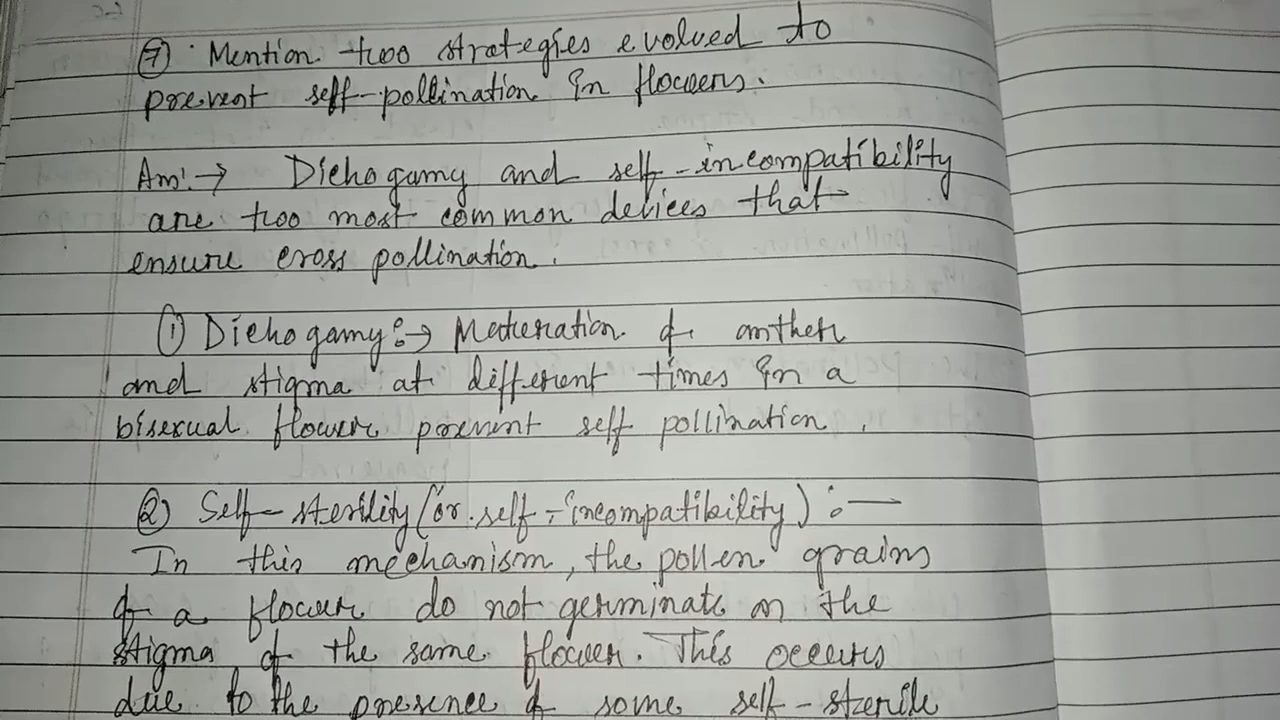 ⑦ Mention two strategies evolved to
prevent self-pollination in flowers.
Ans:→ Dichogamy and self-incompatibility
are two most common devices that
ensure cross pollination.
① Dichogamy:→ Maturation of anther
and stigma at different times in a
bisexual flower prevent self pollination.
② Self-sterility (or self-incompatibility):—
In this mechanism, the pollen grains
of a flower do not germinate on the
stigma of the same flower. This occurs
due to the presence of some self-sterile